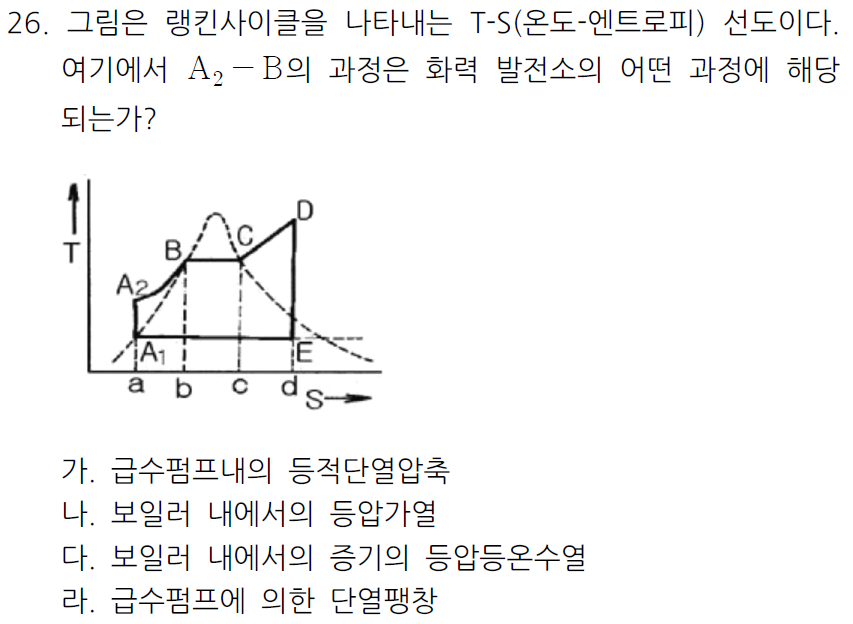 26. 그림은 랭킨사이클을 나타내는 T-S(온도-엔트로피) 선도이다.
여기에서 A₂-B의 과정은 화력 발전소의 어떤 과정에 해당
되는가?
T
A₂
B
C
D
A₁
E
a b c d S
가. 급수펌프내의 등적단열압축
나. 보일러 내에서의 등압가열
다. 보일러 내에서의 증기의 등압등온수열
라. 급수펌프에 의한 단열팽창